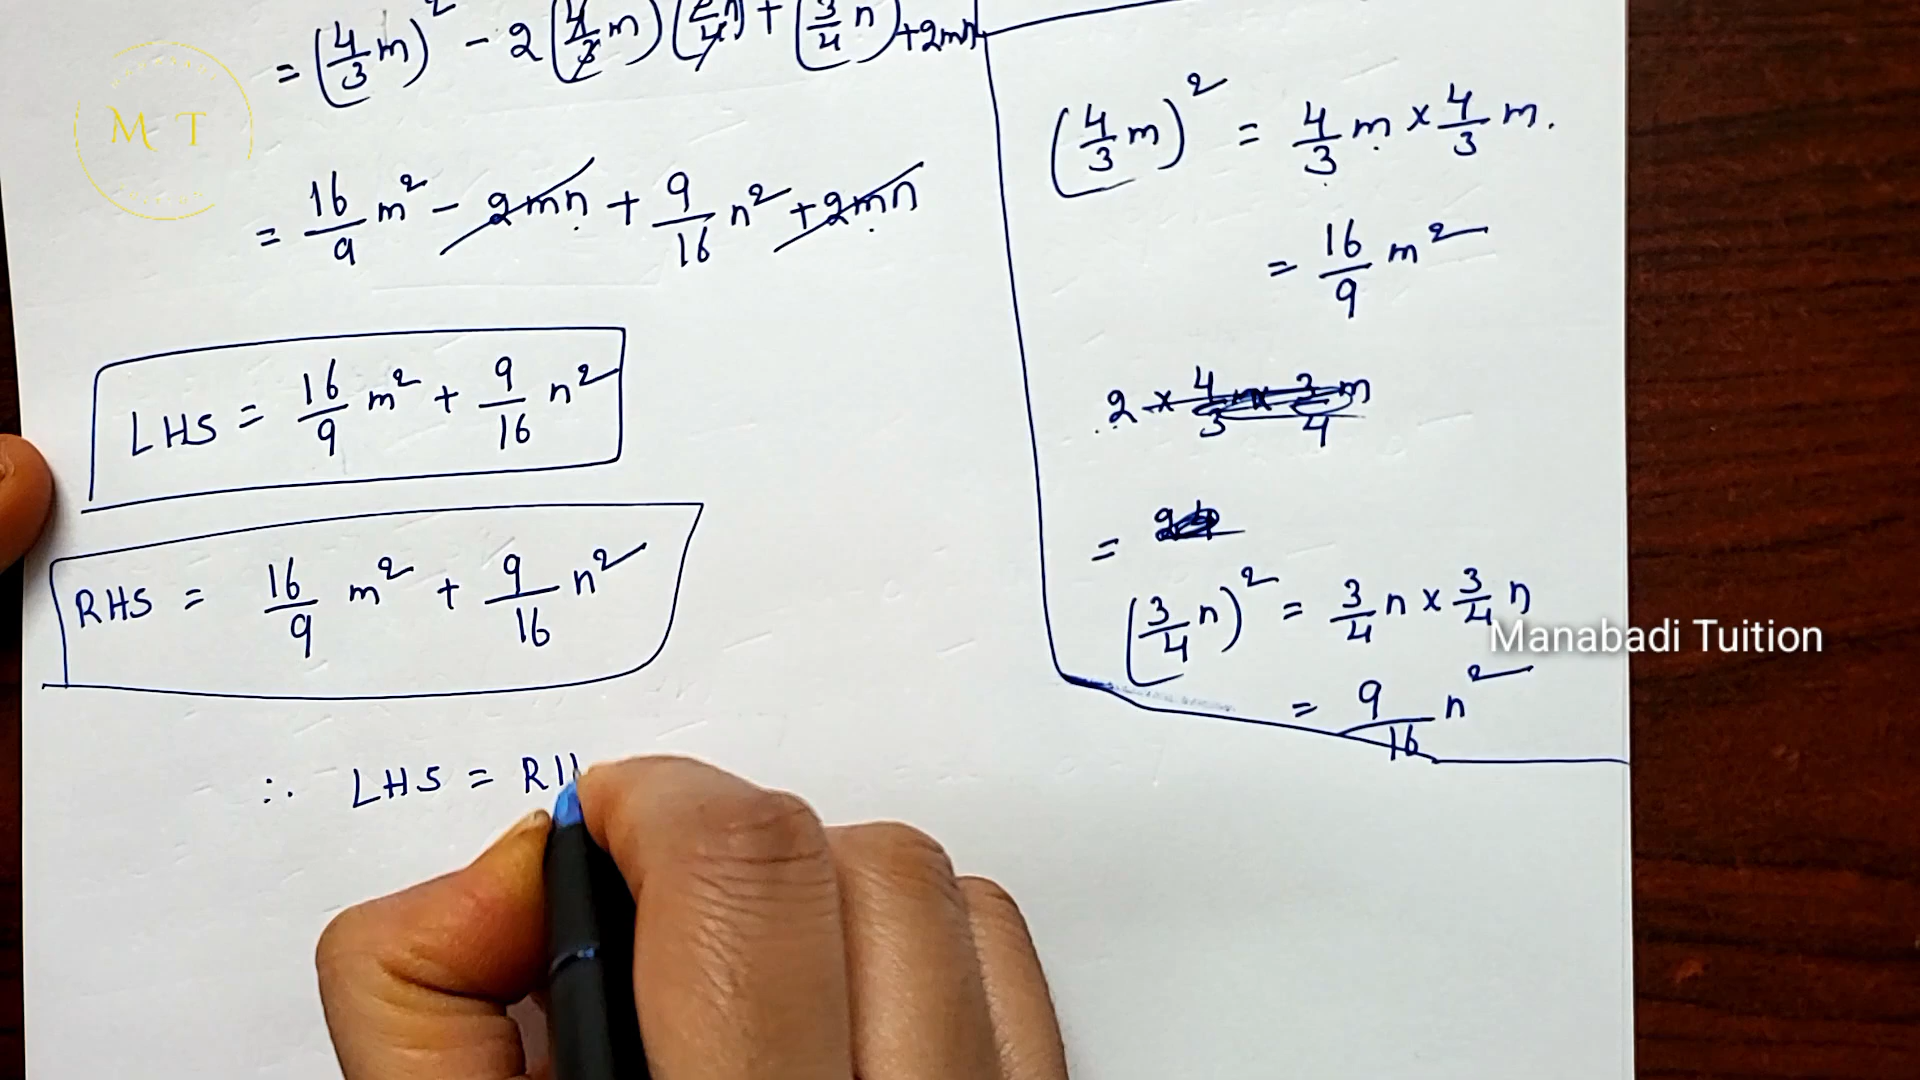 = (4/3 m)² - 2 (4/3 m) (3/4 n) + (3/4 n) + 2mn
M T
= 16/9 m² - 2mn + 9/16 n² + 2mn
LHS = 16/9 m² + 9/16 n²
RHS = 16/9 m² + 9/16 n²
∴ LHS = RH
(4/3 m)² = 4/3 m × 4/3 m.
= 16/9 m²
2 × 4/3 m × 3/4
=
(3/4 n)² = 3/4 n × 3/4 n
Manabadi Tuition
= 9/16 n²